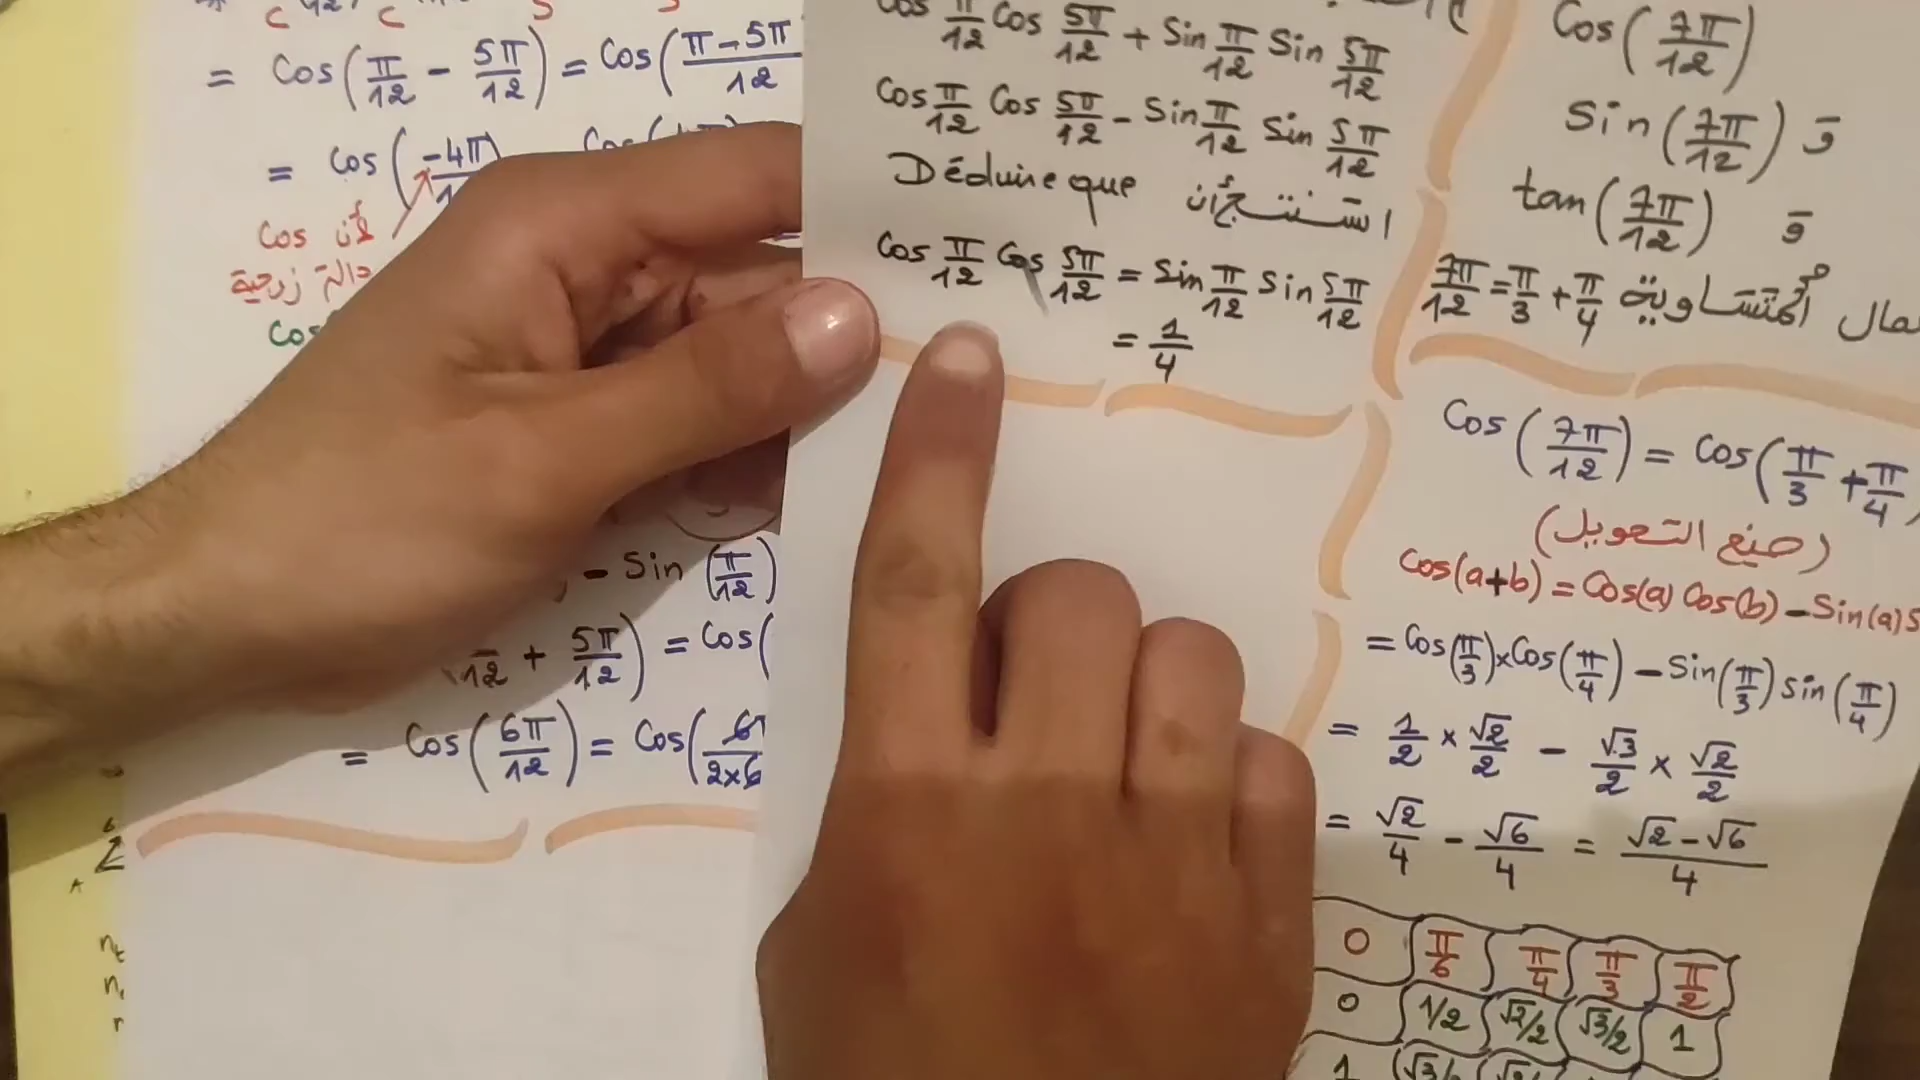 = Cos(π/12 - 5π/12) = Cos(π-5π/12
= Cos(-4π
لأن Cos
دالة زوجية
Cos
- Sin (π/12)
12 + 5π/12) = Cos(
= Cos(6π/12) = Cos(6π/2×6
Cos π/12 Cos 5π/12 + Sin π/12 Sin 5π/12
Cos π/12 Cos 5π/12 - Sin π/12 Sin 5π/12
Déduire que استنتج أن
Cos π/12 Cos 5π/12 = Sin π/12 Sin 5π/12
= 1/4
Cos(7π/12)
Sin(7π/12) و
tan(7π/12) و
المتساوية 7π/12 = π/3 + π/4
Cos(7π/12) = Cos(π/3 + π/4)
(صيغ التحويل)
Cos(a+b) = Cos(a) Cos(b) - Sin(a) S
= Cos(π/3)×Cos(π/4) - Sin(π/3) Sin(π/4)
= 1/2 × √2/2 - √3/2 × √2/2
= √2/4 - √6/4 = √2-√6/4
0 π/6 π/4 π/3 π/2
0 1/2 √2/2 √3/2 1
1